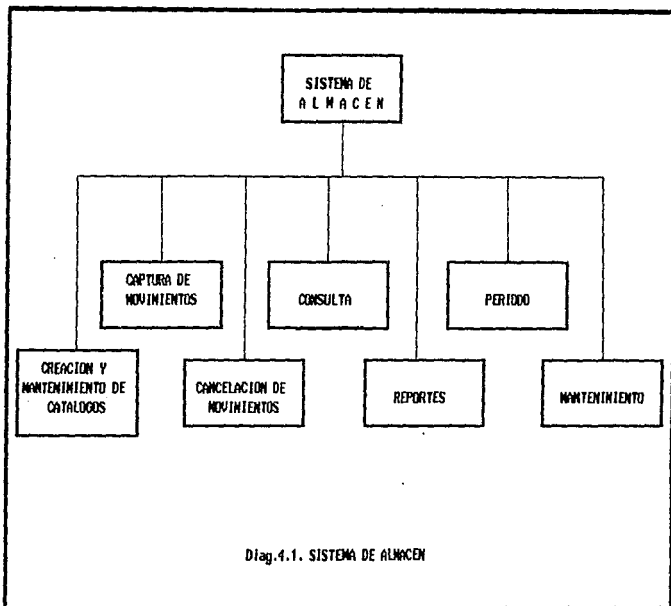 SISTEMA DE
A L M A C E N
CAPTURA DE
MOVIMIENTOS
CONSULTA
PERIODO
CREACION Y
MANTENIMIENTO DE
CATALOGOS
CANCELACION DE
MOVIMIENTOS
REPORTES
MANTENIMIENTO
Diag.4.1. SISTEMA DE ALMACEN